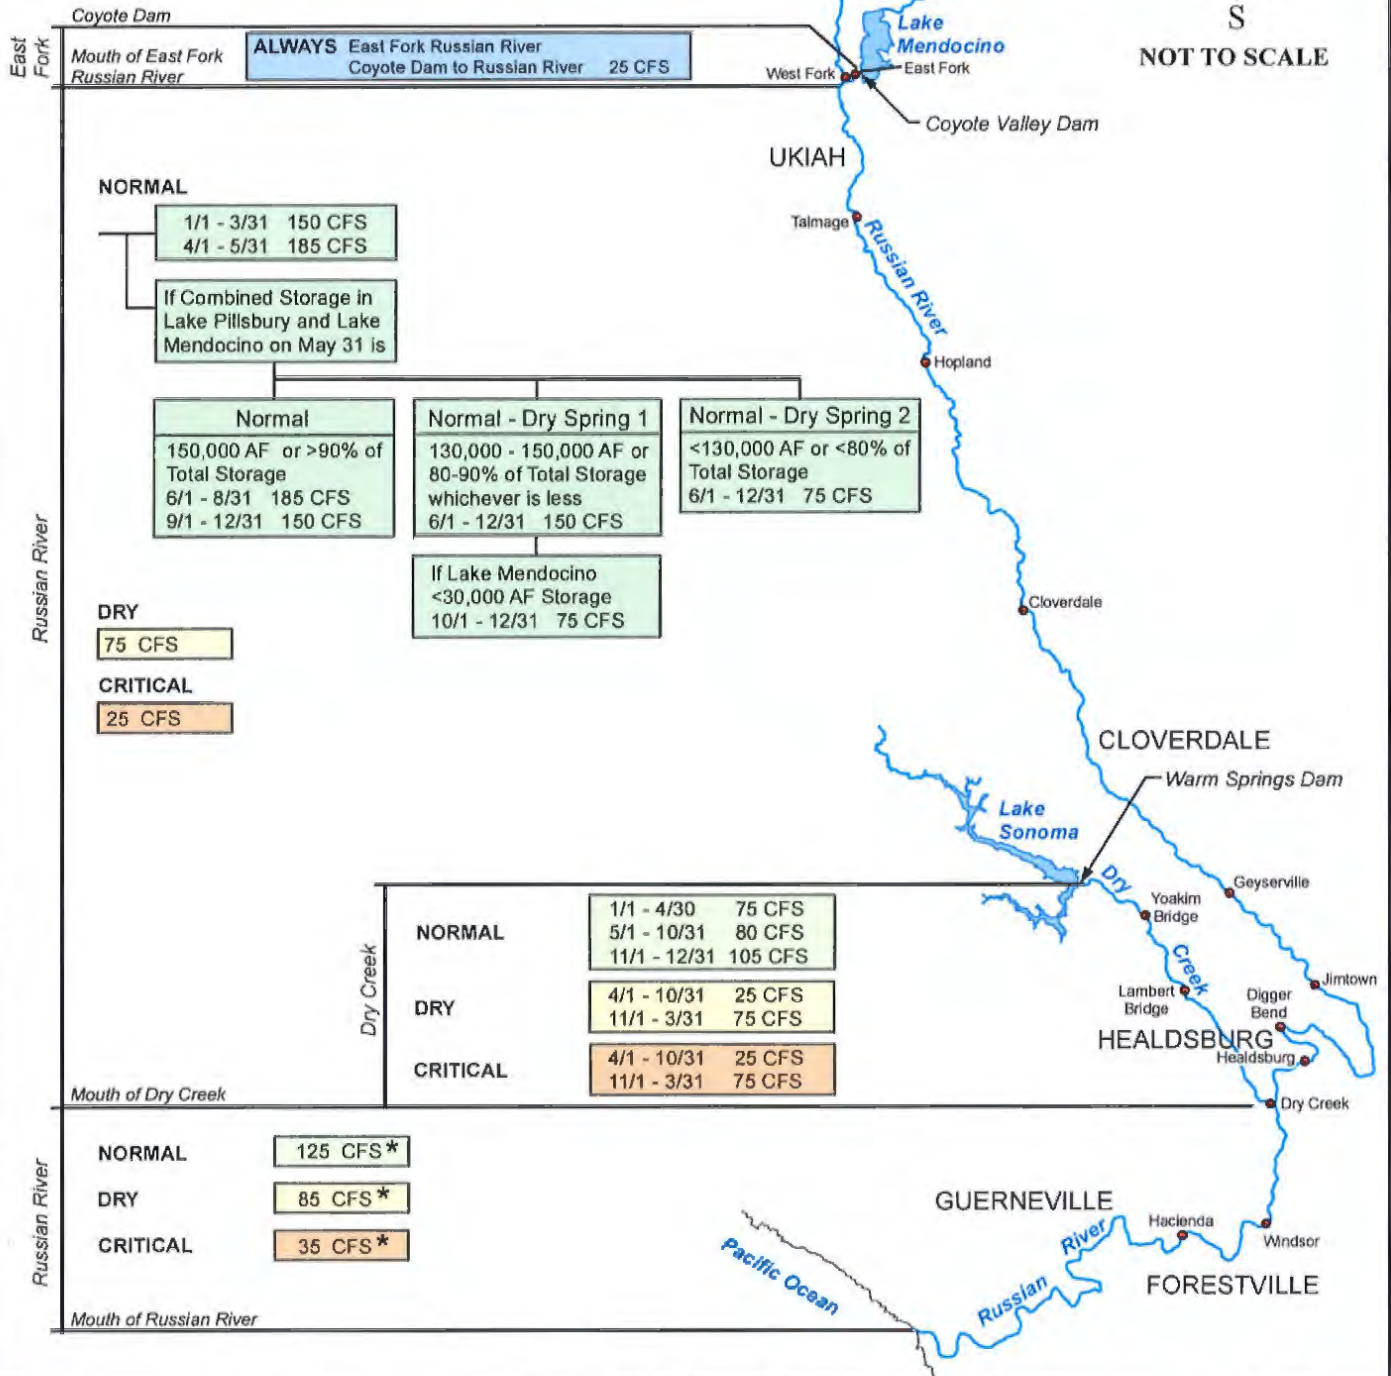 S
NOT TO SCALE
Coyote Dam
East
Fork
Mouth of East Fork
Russian River
ALWAYS East Fork Russian River
Coyote Dam to Russian River 25 CFS
Lake
Mendocino
West Fork
East Fork
Coyote Valley Dam
UKIAH
Talmage
Russian River
Hopland
Cloverdale
NORMAL
1/1 - 3/31 150 CFS
4/1 - 5/31 185 CFS
If Combined Storage in
Lake Pillsbury and Lake
Mendocino on May 31 is
Normal
150,000 AF or >90% of
Total Storage
6/1 - 8/31 185 CFS
9/1 - 12/31 150 CFS
Normal - Dry Spring 1
130,000 - 150,000 AF or
80-90% of Total Storage
whichever is less
6/1 - 12/31 150 CFS
If Lake Mendocino
<30,000 AF Storage
10/1 - 12/31 75 CFS
Normal - Dry Spring 2
<130,000 AF or <80% of
Total Storage
6/1 - 12/31 75 CFS
Russian River
DRY
75 CFS
CRITICAL
25 CFS
CLOVERDALE
Warm Springs Dam
Lake
Sonoma
Dry
Creek
Yoakim
Bridge
Geyserville
Lambert
Bridge
Digger
Bend
Jimtown
HEALDSBURG
Healdsburg
Dry Creek
Dry Creek
NORMAL
1/1 - 4/30 75 CFS
5/1 - 10/31 80 CFS
11/1 - 12/31 105 CFS
DRY
4/1 - 10/31 25 CFS
11/1 - 3/31 75 CFS
CRITICAL
4/1 - 10/31 25 CFS
11/1 - 3/31 75 CFS
Mouth of Dry Creek
Russian River
NORMAL
125 CFS*
DRY
85 CFS*
CRITICAL
35 CFS*
GUERNEVILLE
Hacienda
Windsor
FORESTVILLE
Russian
River
Pacific Ocean
Mouth of Russian River